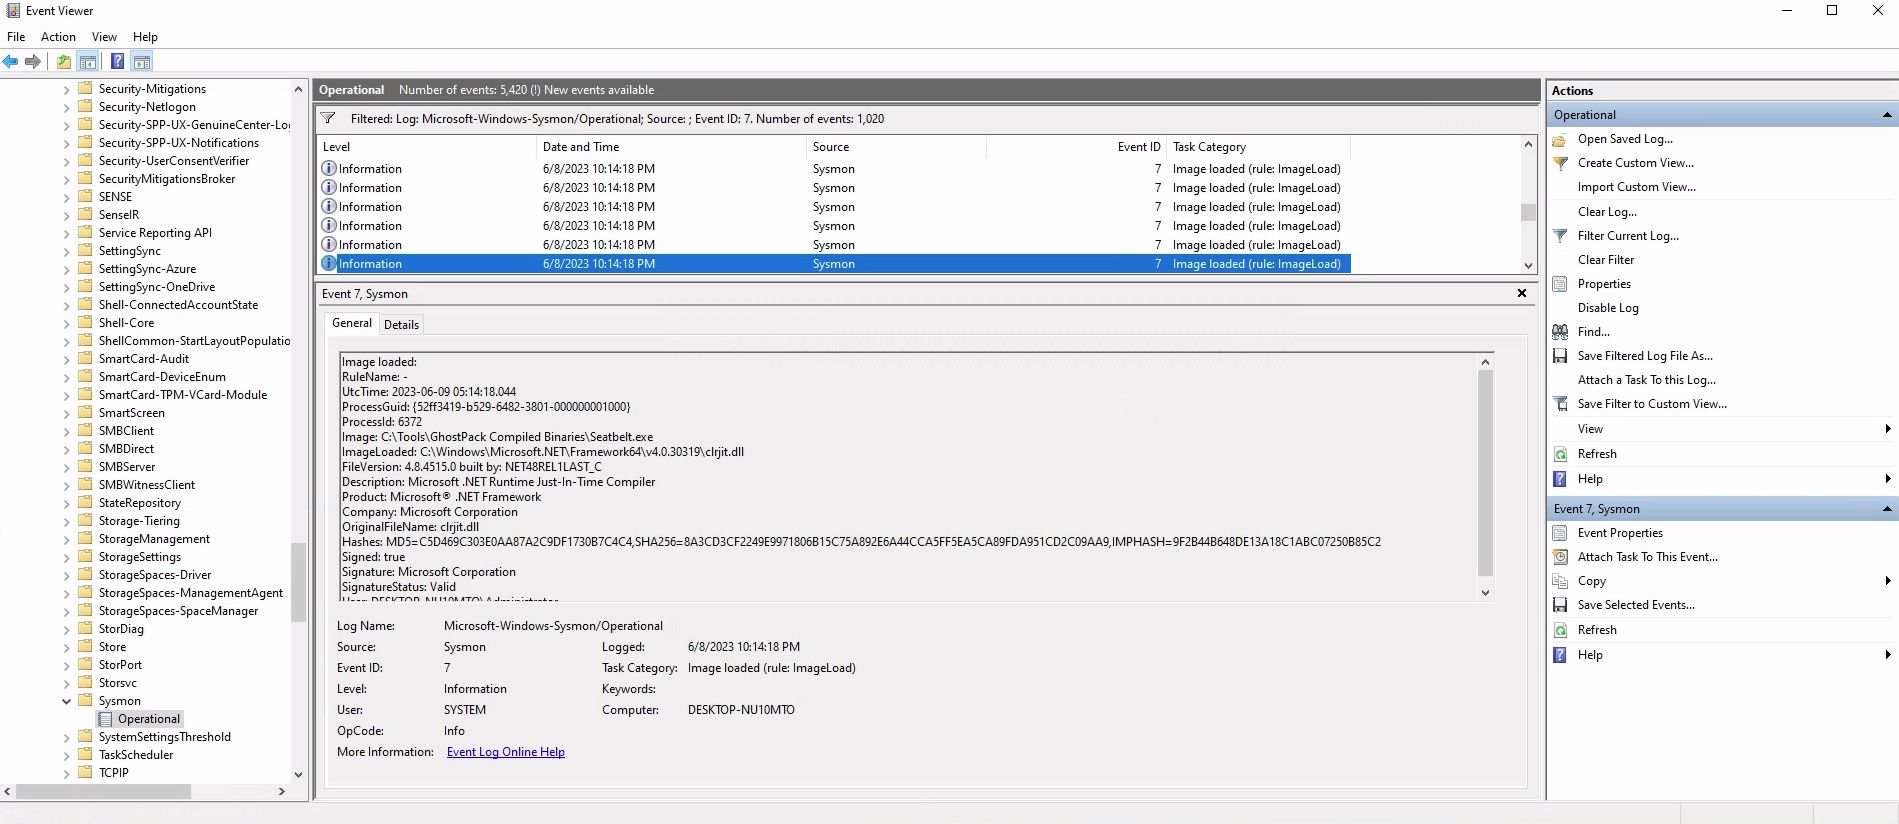 Event Viewer
File Action View Help
Security-Mitigations
Security-Netlogon
Security-SPP-UX-GenuineCenter-Log
Security-SPP-UX-Notifications
Security-UserConsentVerifier
SecurityMitigationsBroker
SENSE
SenseIR
Service Reporting API
SettingSync
SettingSync-Azure
SettingSync-OneDrive
Shell-ConnectedAccountState
Shell-Core
ShellCommon-StartLayoutPopulatio
SmartCard-Audit
SmartCard-DeviceEnum
SmartCard-TPM-VCard-Module
SmartScreen
SMBClient
SMBDirect
SMBServer
SMBWitnessClient
StateRepository
Storage-Tiering
StorageManagement
StorageSettings
StorageSpaces-Driver
StorageSpaces-ManagementAgent
StorageSpaces-SpaceManager
StorDiag
Store
StorPort
Storsvc
Sysmon
Operational
SystemSettingsThreshold
TaskScheduler
TCPIP
Operational Number of events: 5,420 (!) New events available
Filtered: Log: Microsoft-Windows-Sysmon/Operational; Source: ; Event ID: 7. Number of events: 1,020
Level Date and Time Source Event ID Task Category
Information 6/8/2023 10:14:18 PM Sysmon 7 Image loaded (rule: ImageLoad)
Information 6/8/2023 10:14:18 PM Sysmon 7 Image loaded (rule: ImageLoad)
Information 6/8/2023 10:14:18 PM Sysmon 7 Image loaded (rule: ImageLoad)
Information 6/8/2023 10:14:18 PM Sysmon 7 Image loaded (rule: ImageLoad)
Information 6/8/2023 10:14:18 PM Sysmon 7 Image loaded (rule: ImageLoad)
Information 6/8/2023 10:14:18 PM Sysmon 7 Image loaded (rule: ImageLoad)
Event 7, Sysmon
General Details
Image loaded:
RuleName: -
UtcTime: 2023-06-09 05:14:18.044
ProcessGuid: {52ff3419-b529-6482-3801-000000001000}
ProcessId: 6372
Image: C:\Tools\GhostPack Compiled Binaries\Seatbelt.exe
ImageLoaded: C:\Windows\Microsoft.NET\Framework64\v4.0.30319\clrjit.dll
FileVersion: 4.8.4515.0 built by: NET48REL1LAST_C
Description: Microsoft .NET Runtime Just-In-Time Compiler
Product: Microsoft® .NET Framework
Company: Microsoft Corporation
OriginalFileName: clrjit.dll
Hashes: MD5=C5D469C303E0AA87A2C9DF1730B7C4C4,SHA256=8A3CD3CF2249E9971806B15C75A892E6A44CCA5FF5EA5CA89FDA951CD2C09AA9,IMPHASH=9F2B44B648DE13A18C1ABC07250B85C2
Signed: true
Signature: Microsoft Corporation
SignatureStatus: Valid
User: DESKTOP-NU10MTO\Administrator
Log Name: Microsoft-Windows-Sysmon/Operational
Source: Sysmon Logged: 6/8/2023 10:14:18 PM
Event ID: 7 Task Category: Image loaded (rule: ImageLoad)
Level: Information Keywords:
User: SYSTEM Computer: DESKTOP-NU10MTO
OpCode: Info
More Information: Event Log Online Help
Actions
Operational
Open Saved Log...
Create Custom View...
Import Custom View...
Clear Log...
Filter Current Log...
Clear Filter
Properties
Disable Log
Find...
Save Filtered Log File As...
Attach a Task To this Log...
Save Filter to Custom View...
View
Refresh
Help
Event 7, Sysmon
Event Properties
Attach Task To This Event...
Copy
Save Selected Events...
Refresh
Help